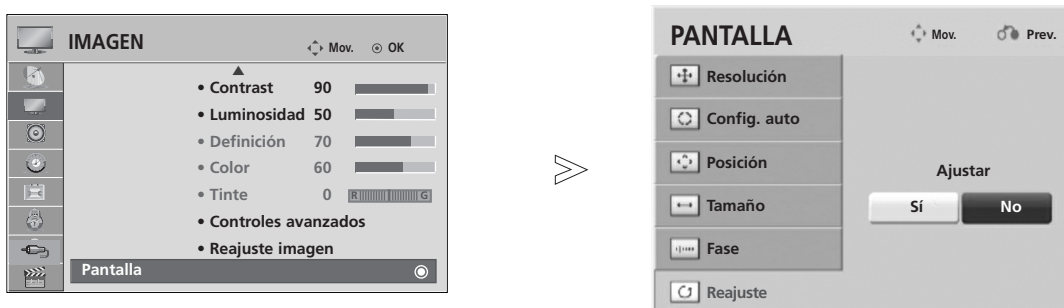 IMAGEN
Mov. OK
• Contrast 90
• Luminosidad 50
• Definición 70
• Color 60
• Tinte 0 R G
• Controles avanzados
• Reajuste imagen
Pantalla
PANTALLA
Mov. Prev.
Resolución
Config. auto
Posición
Tamaño
Fase
Reajuste
Ajustar
Sí No